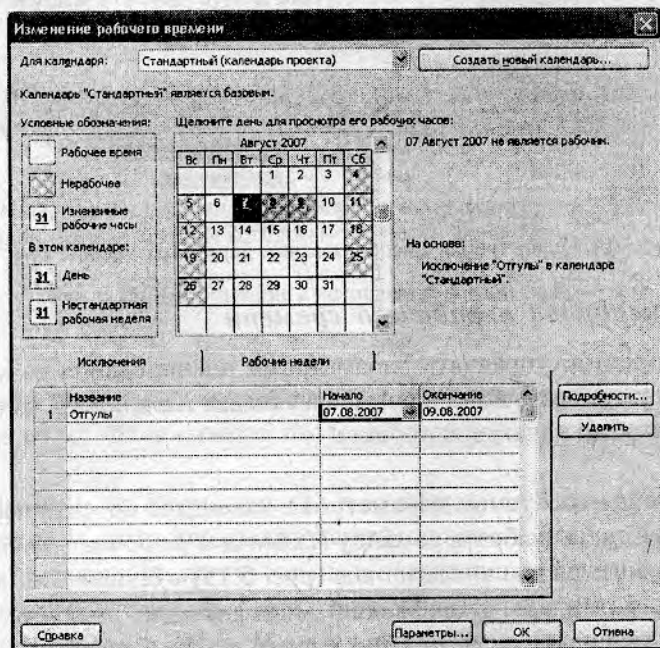 Изменение рабочего времени
Для календаря: Стандартный (календарь проекта) Создать новый календарь...
Календарь "Стандартный" является базовым.
Условные обозначения:
Рабочее время
Нерабочее
31 Измененные рабочие часы
В этом календаре:
31 День
31 Нестандартная рабочая неделя
Щелкните день для просмотра его рабочих часов:
Август 2007
Вс Пн Вт Ср Чт Пт Сб
1 2 3 4
5 6 7 8 9 10 11
12 13 14 15 16 17 18
19 20 21 22 23 24 25
26 27 28 29 30 31
07 Август 2007 не является рабочим.
На основе:
Исключение "Отгулы" в календаре
"Стандартный".
Исключения Рабочие недели
Название Начало Окончание
1 Отгулы 07.08.2007 09.08.2007
Подробности...
Удалить
Справка Параметры... ОК Отмена